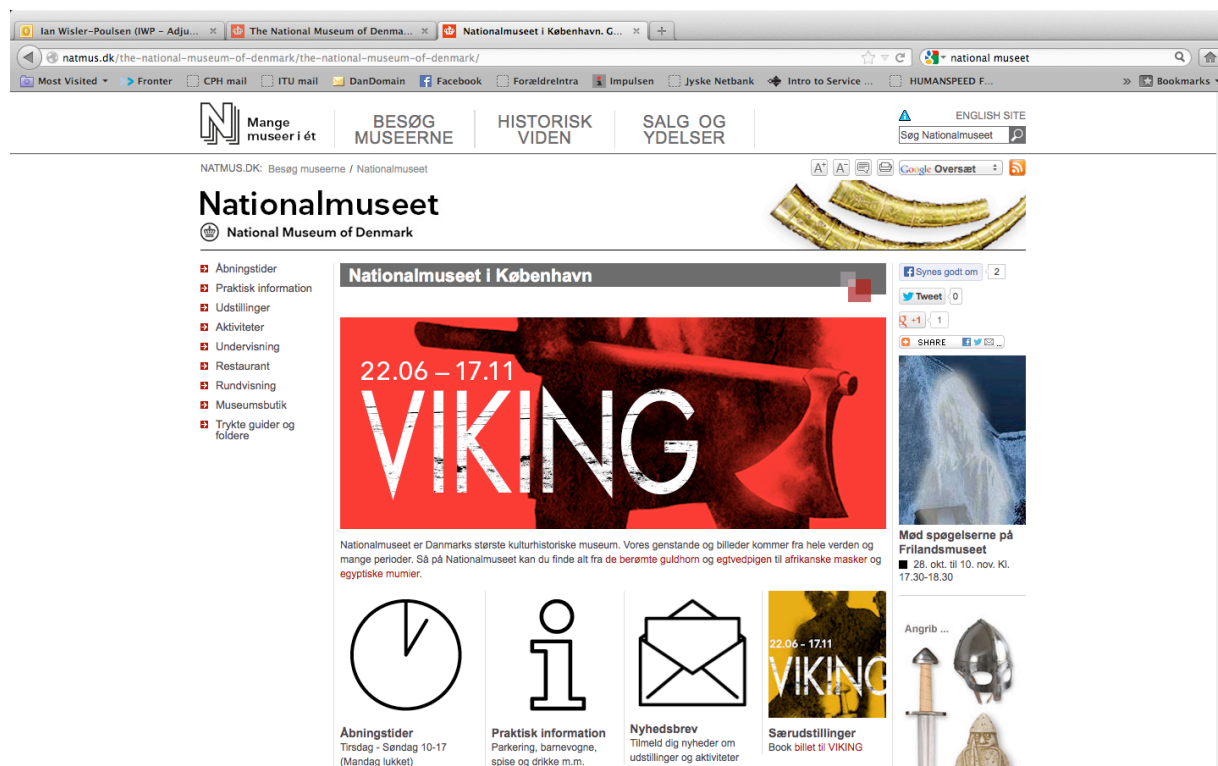 Ian Wisler-Poulsen (IWP - Adju...
The National Museum of Denma...
Nationalmuseet i København. G...
natmus.dk/the-national-museum-of-denmark/the-national-museum-of-denmark/
national museet
Most Visited
Fronter
CPH mail
ITU mail
DanDomain
Facebook
ForældreIntra
Impulsen
Jyske Netbank
Intro to Service ...
HUMANSPEED F...
Bookmarks
Mange
museer i ét
BESØG
MUSEERNE
HISTORISK
VIDEN
SALG OG
YDELSER
ENGLISH SITE
Søg Nationalmuseet
NATMUS.DK: Besøg museerne / Nationalmuseet
A+ A-
Google Oversæt
Nationalmuseet
National Museum of Denmark
Åbningstider
Praktisk information
Udstillinger
Aktiviteter
Undervisning
Restaurant
Rundvisning
Museumsbutik
Trykte guider og
foldere
Nationalmuseet i København
22.06 – 17.11
VIKING
Nationalmuseet er Danmarks største kulturhistoriske museum. Vores genstande og billeder kommer fra hele verden og
mange perioder. Så på Nationalmuseet kan du finde alt fra de berømte guldhorn og egtvedpigen til afrikanske masker og
egyptiske mumier.
Åbningstider
Tirsdag - Søndag 10-17
(Mandag lukket)
Praktisk information
Parkering, barnevogne,
spise og drikke m.m.
Nyhedsbrev
Tilmeld dig nyheder om
udstillinger og aktiviteter
22.06 - 17.11
VIKING
Særudstillinger
Book billet til VIKING
Synes godt om 2
Tweet 0
+1 1
SHARE
Mød spøgelserne på
Frilandsmuseet
28. okt. til 10. nov. Kl.
17.30-18.30
Angrib ...